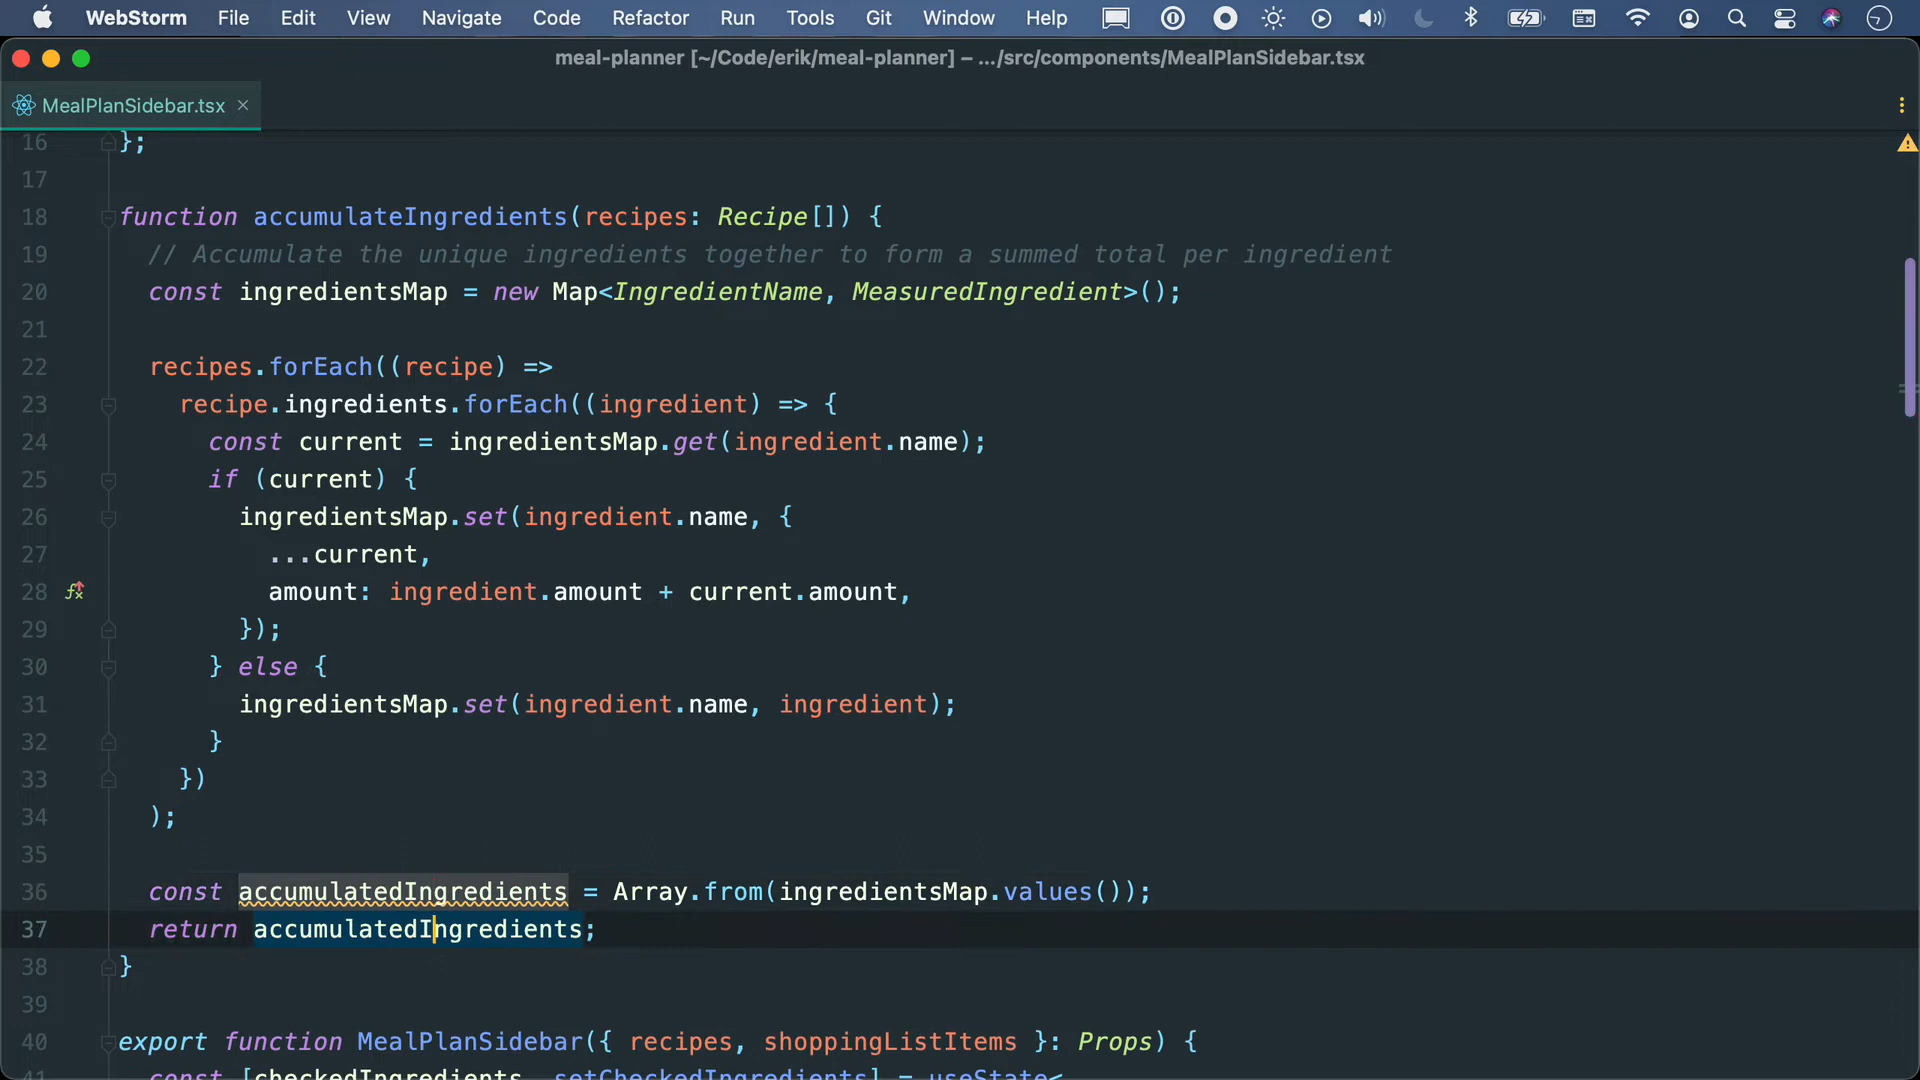 WebStorm File Edit View Navigate Code Refactor Run Tools Git Window Help
meal-planner [~/Code/erik/meal-planner] – .../src/components/MealPlanSidebar.tsx
MealPlanSidebar.tsx ×
16 };
17
18 function accumulateIngredients(recipes: Recipe[]) {
19 // Accumulate the unique ingredients together to form a summed total per ingredient
20 const ingredientsMap = new Map<IngredientName, MeasuredIngredient>();
21
22 recipes.forEach((recipe) =>
23 recipe.ingredients.forEach((ingredient) => {
24 const current = ingredientsMap.get(ingredient.name);
25 if (current) {
26 ingredientsMap.set(ingredient.name, {
27 ...current,
28 amount: ingredient.amount + current.amount,
29 });
30 } else {
31 ingredientsMap.set(ingredient.name, ingredient);
32 }
33 })
34 );
35
36 const accumulatedIngredients = Array.from(ingredientsMap.values());
37 return accumulatedIngredients;
38 }
39
40 export function MealPlanSidebar({ recipes, shoppingListItems }: Props) {
41 const [checkedIngredients, setCheckedIngredients] = useState<